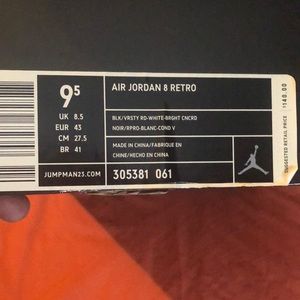 9.5
UK 8.5
EUR 43
CM 27.5
BR 41
JUMPMAN23.COM
AIR JORDAN 8 RETRO
BLK/VRSTY RD-WHITE-BRGHT CNCRD
NOIR/RPRO-BLANC-COND V
MADE IN CHINA/FABRIQUE EN
CHINE/HECHO EN CHINA
305381 061
$140.00
SUGGESTED RETAIL PRICE